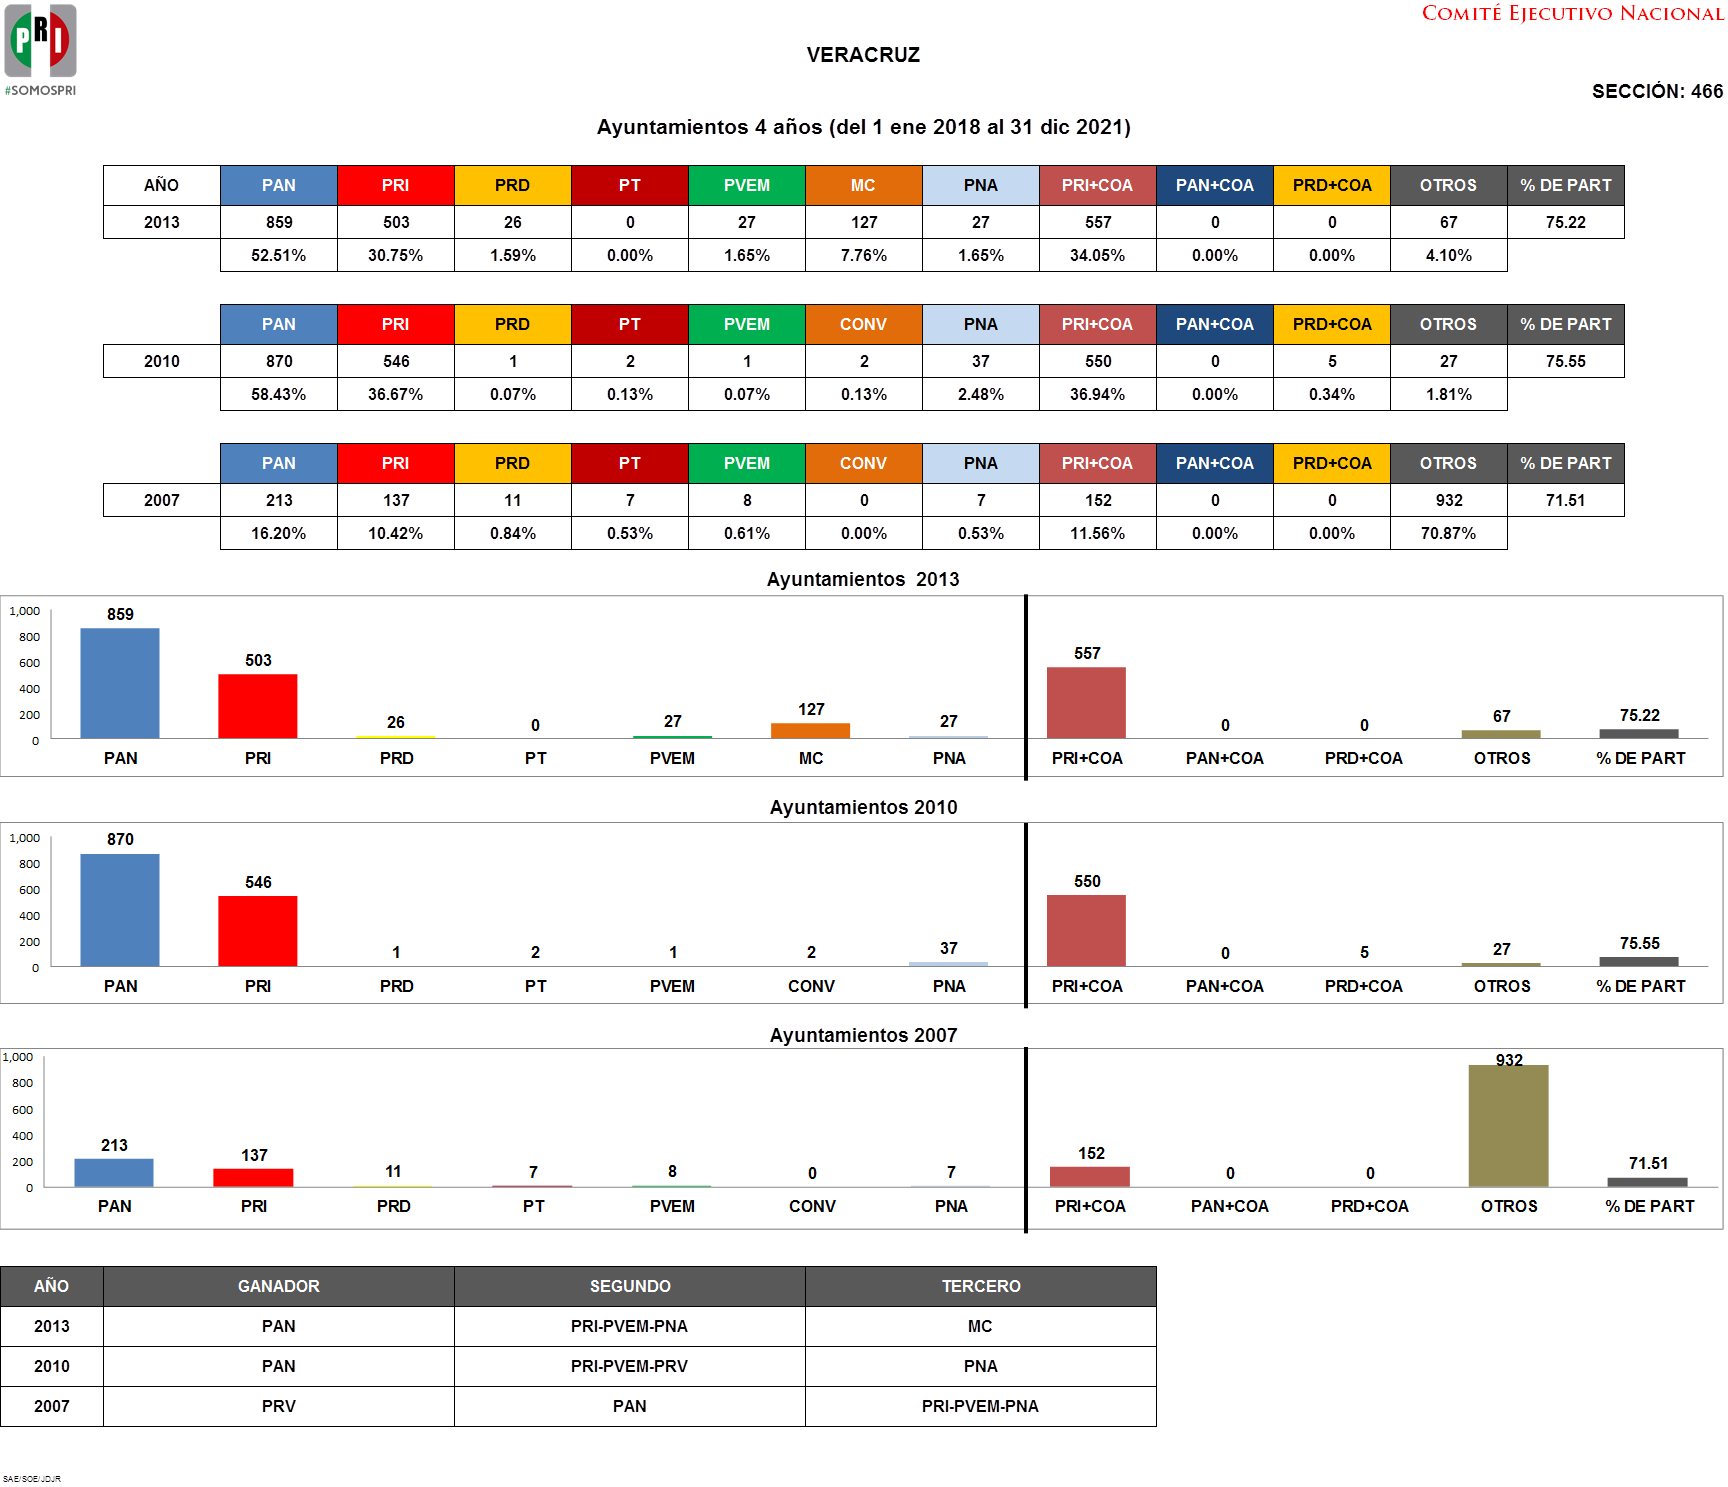 COMITÉ EJECUTIVO NACIONAL
PRI
#SOMOSPRI
VERACRUZ
SECCIÓN: 466
Ayuntamientos 4 años (del 1 ene 2018 al 31 dic 2021)
AÑO PAN PRI PRD PT PVEM MC PNA PRI+COA PAN+COA PRD+COA OTROS % DE PART
2013 859 503 26 0 27 127 27 557 0 0 67 75.22
52.51% 30.75% 1.59% 0.00% 1.65% 7.76% 1.65% 34.05% 0.00% 0.00% 4.10%
PAN PRI PRD PT PVEM CONV PNA PRI+COA PAN+COA PRD+COA OTROS % DE PART
2010 870 546 1 2 1 2 37 550 0 5 27 75.55
58.43% 36.67% 0.07% 0.13% 0.07% 0.13% 2.48% 36.94% 0.00% 0.34% 1.81%
PAN PRI PRD PT PVEM CONV PNA PRI+COA PAN+COA PRD+COA OTROS % DE PART
2007 213 137 11 7 8 0 7 152 0 0 932 71.51
16.20% 10.42% 0.84% 0.53% 0.61% 0.00% 0.53% 11.56% 0.00% 0.00% 70.87%
Ayuntamientos 2013
1,000
800
600
400
200
0
859 503 26 0 27 127 27 557 0 0 67 75.22
PAN PRI PRD PT PVEM MC PNA PRI+COA PAN+COA PRD+COA OTROS % DE PART
Ayuntamientos 2010
1,000
800
600
400
200
0
870 546 1 2 1 2 37 550 0 5 27 75.55
PAN PRI PRD PT PVEM CONV PNA PRI+COA PAN+COA PRD+COA OTROS % DE PART
Ayuntamientos 2007
1,000
800
600
400
200
0
213 137 11 7 8 0 7 152 0 0 932 71.51
PAN PRI PRD PT PVEM CONV PNA PRI+COA PAN+COA PRD+COA OTROS % DE PART
AÑO GANADOR SEGUNDO TERCERO
2013 PAN PRI-PVEM-PNA MC
2010 PAN PRI-PVEM-PRV PNA
2007 PRV PAN PRI-PVEM-PNA
SAE/SOE/JDJR